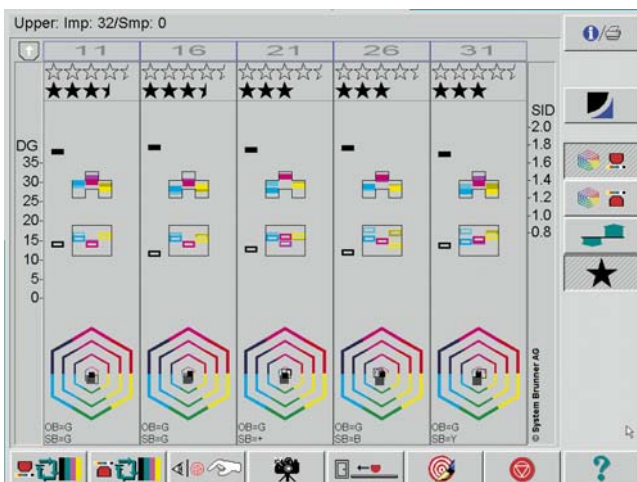 Upper: Imp: 32/Smp: 0
11 16 21 26 31
SID
2.0
DG 1.8
35 1.6
30 1.4
25 1.2
20 1.0
15 0.8
10
5
0
OB=G OB=G OB=G OB=G OB=G
SB=G SB=G SB=+ SB=B SB=Y
© System Brunner AG
i/
?